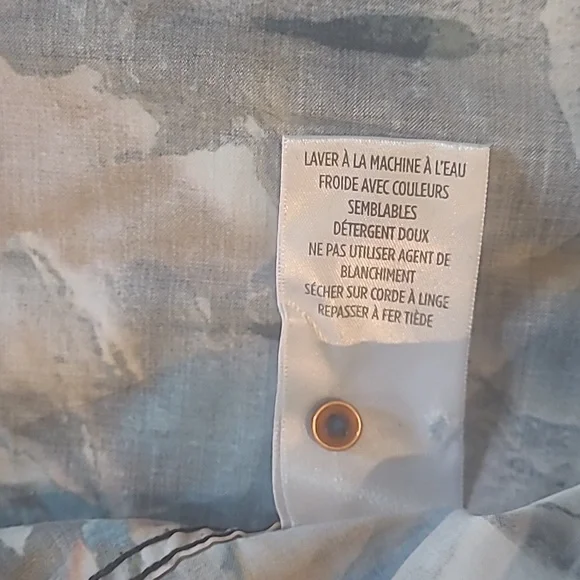 LAVER À LA MACHINE À L'EAU
FROIDE AVEC COULEURS
SEMBLABLES
DÉTERGENT DOUX
NE PAS UTILISER AGENT DE
BLANCHIMENT
SÉCHER SUR CORDE À LINGE
REPASSER À FER TIÈDE